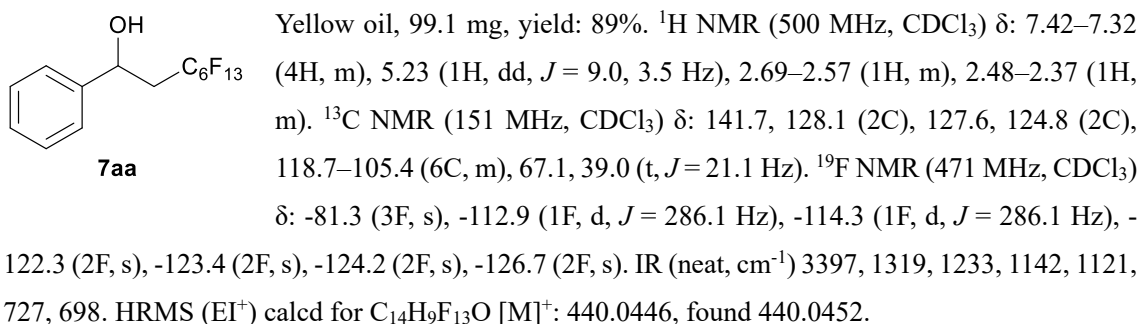 OH
C₆F₁₃
7aa
Yellow oil, 99.1 mg, yield: 89%. ¹H NMR (500 MHz, CDCl₃) δ: 7.42–7.32
(4H, m), 5.23 (1H, dd, J = 9.0, 3.5 Hz), 2.69–2.57 (1H, m), 2.48–2.37 (1H,
m). ¹³C NMR (151 MHz, CDCl₃) δ: 141.7, 128.1 (2C), 127.6, 124.8 (2C),
118.7–105.4 (6C, m), 67.1, 39.0 (t, J = 21.1 Hz). ¹⁹F NMR (471 MHz, CDCl₃)
δ: -81.3 (3F, s), -112.9 (1F, d, J = 286.1 Hz), -114.3 (1F, d, J = 286.1 Hz), -
122.3 (2F, s), -123.4 (2F, s), -124.2 (2F, s), -126.7 (2F, s). IR (neat, cm⁻¹) 3397, 1319, 1233, 1142, 1121,
727, 698. HRMS (EI⁺) calcd for C₁₄H₉F₁₃O [M]⁺: 440.0446, found 440.0452.